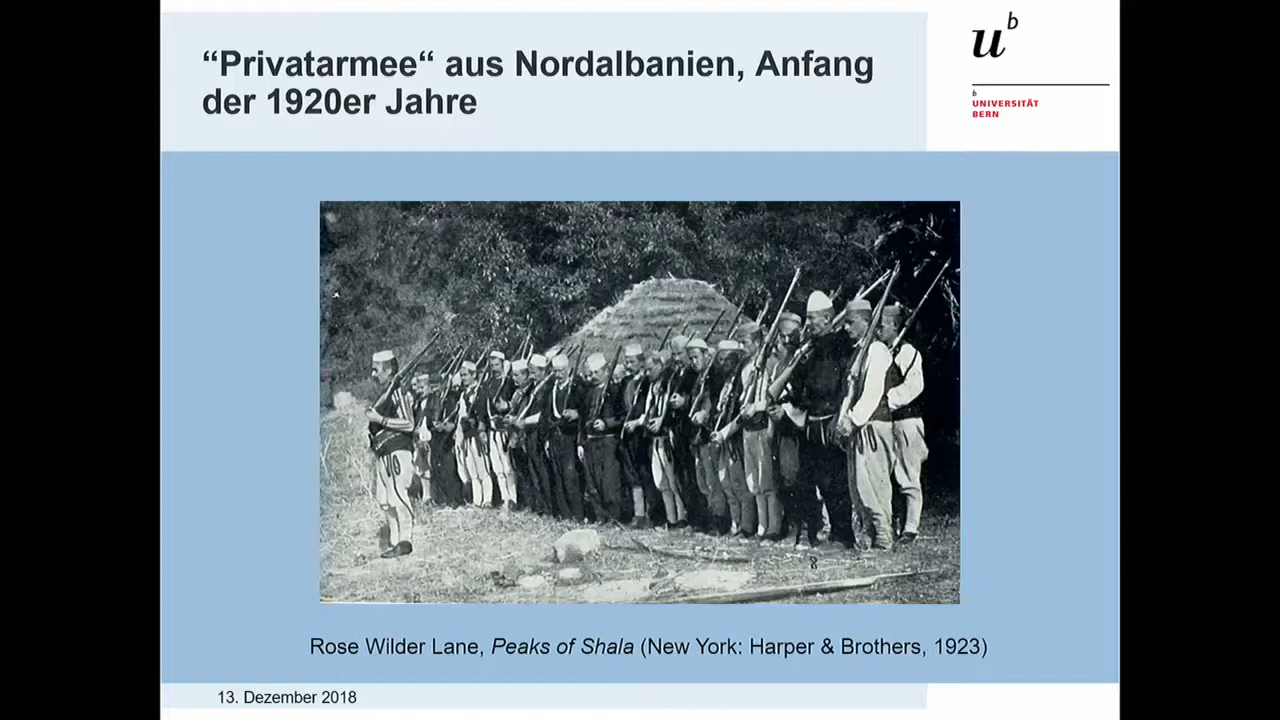 “Privatarmee“ aus Nordalbanien, Anfang
der 1920er Jahre
u
b
b
UNIVERSITÄT
BERN
Rose Wilder Lane, Peaks of Shala (New York: Harper & Brothers, 1923)
13. Dezember 2018